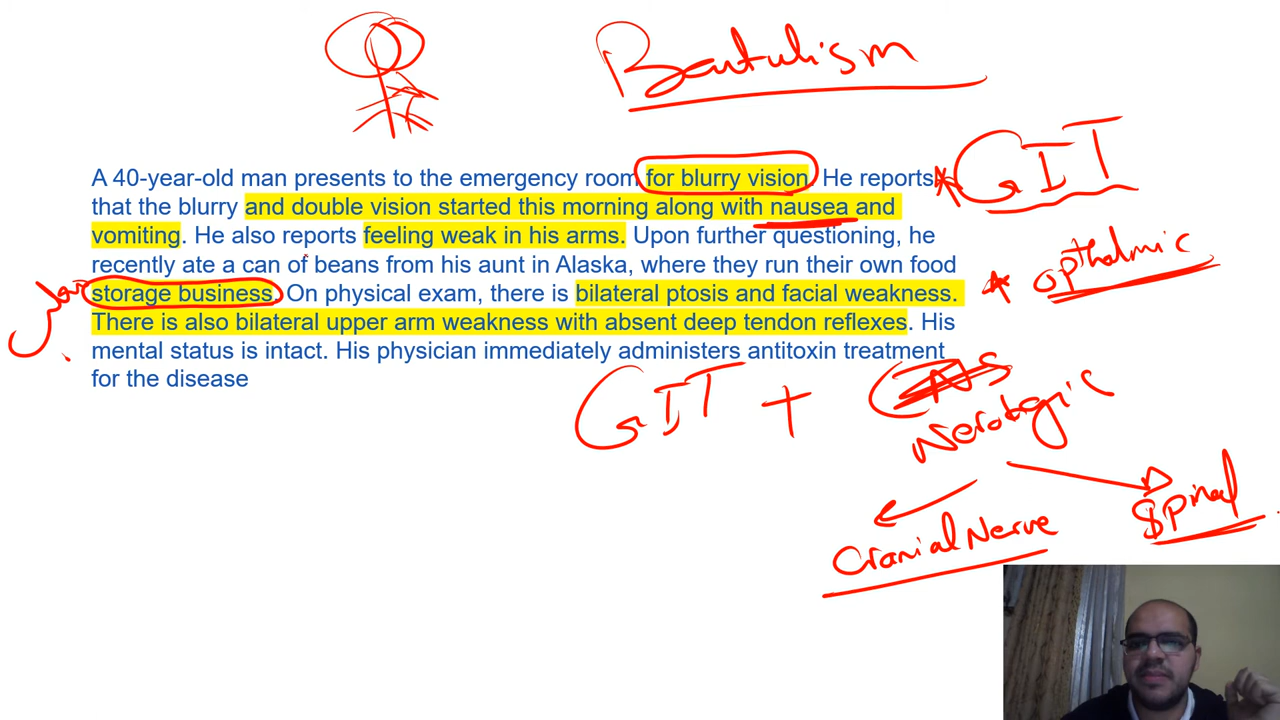 Boutulism
A 40-year-old man presents to the emergency room for blurry vision. He reports
that the blurry and double vision started this morning along with nausea and
vomiting. He also reports feeling weak in his arms. Upon further questioning, he
recently ate a can of beans from his aunt in Alaska, where they run their own food
storage business. On physical exam, there is bilateral ptosis and facial weakness.
There is also bilateral upper arm weakness with absent deep tendon reflexes. His
mental status is intact. His physician immediately administers antitoxin treatment
for the disease
GIT
opthalmic
GIT + CNS
Nerologic
Cranial Nerve
Spinal